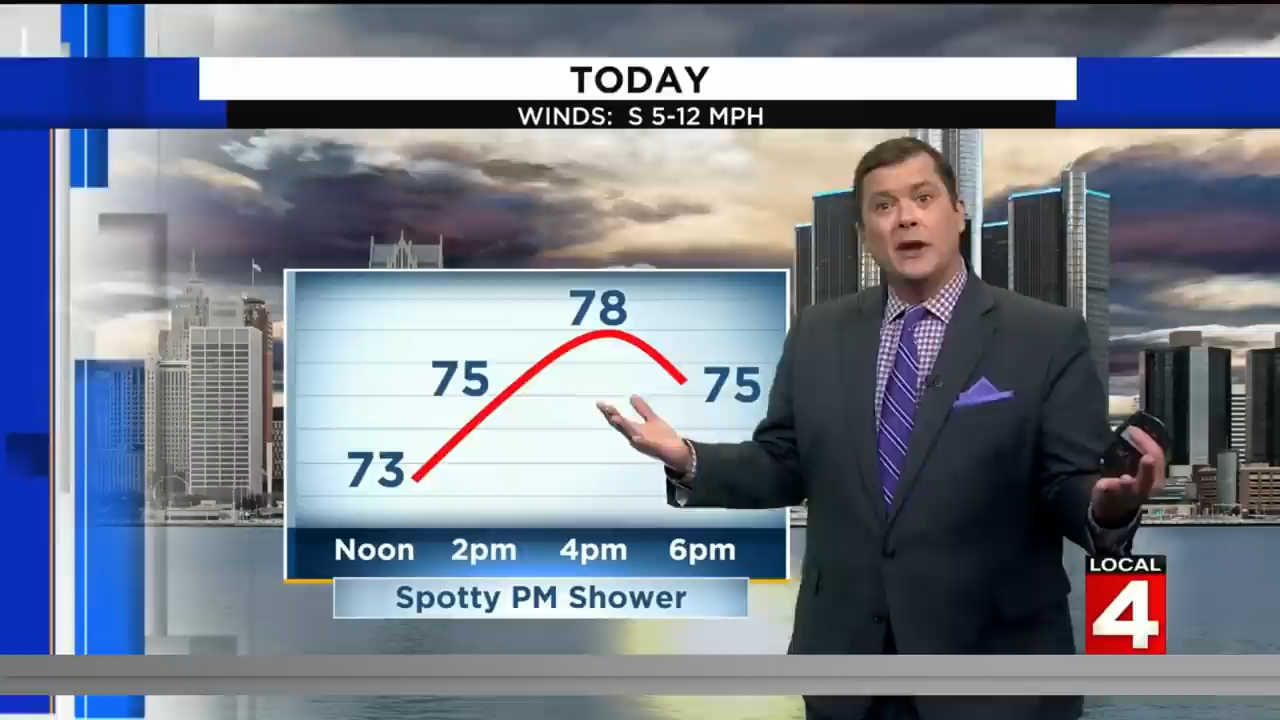 TODAY
WINDS: S 5-12 MPH
78
75
75
73
Noon 2pm 4pm 6pm
Spotty PM Shower
LOCAL
4